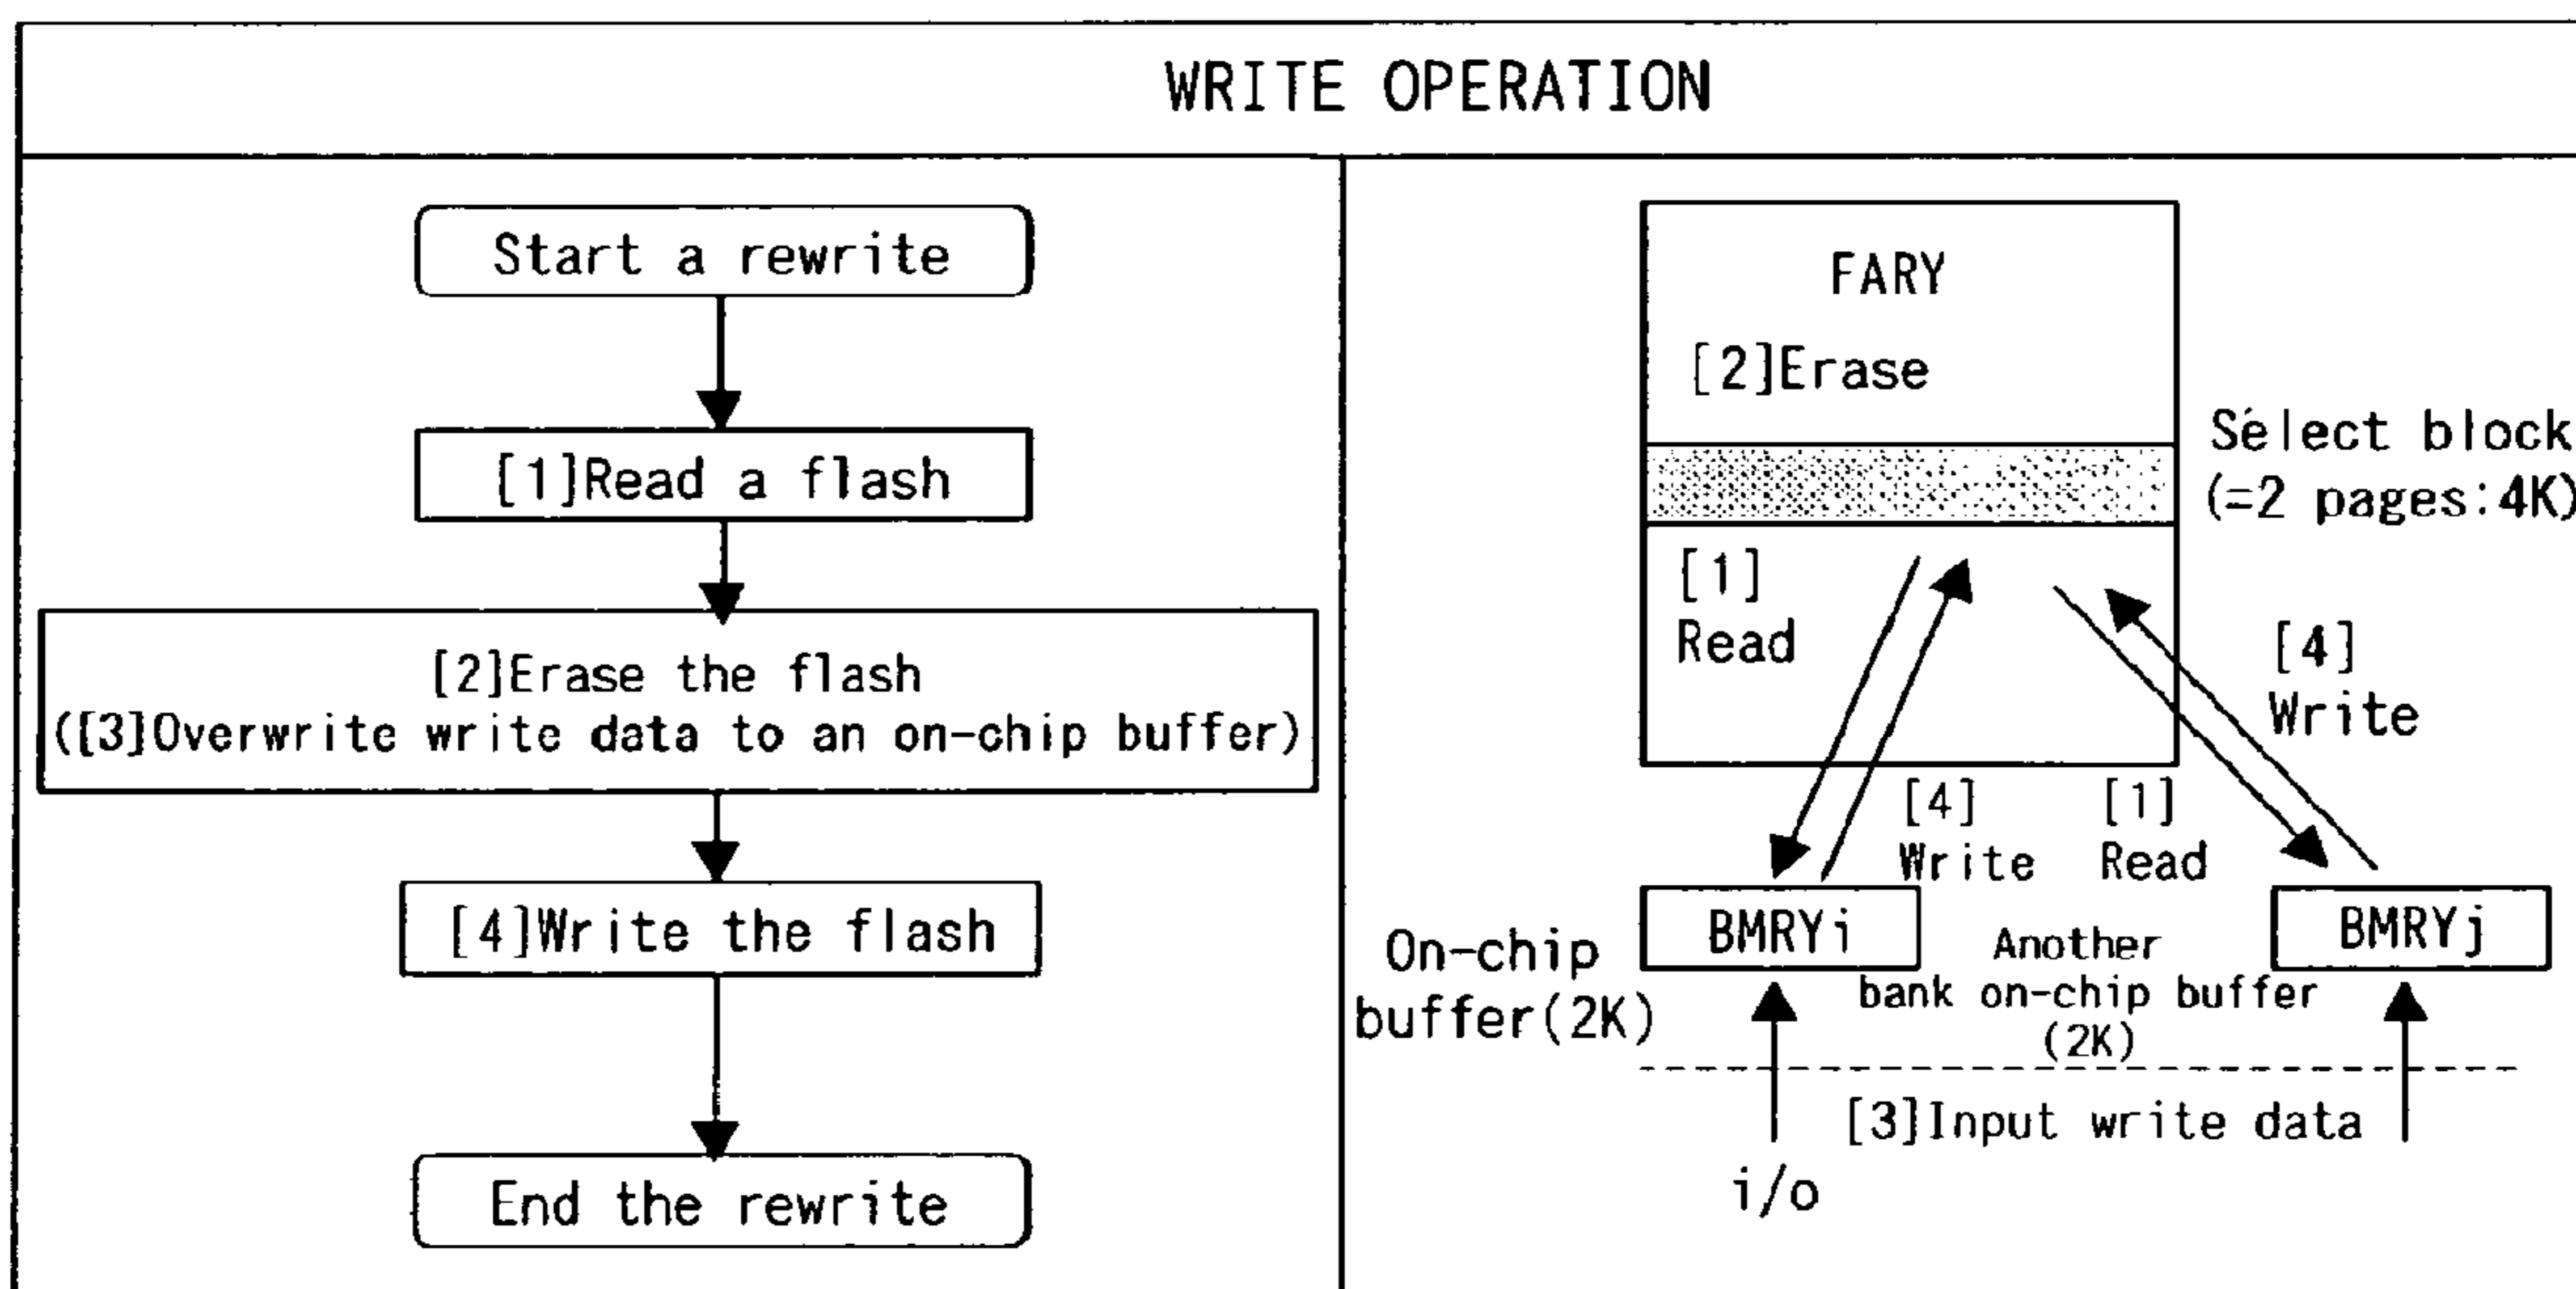 WRITE OPERATION
Start a rewrite
[1]Read a flash
[2]Erase the flash
([3]Overwrite write data to an on-chip buffer)
[4]Write the flash
End the rewrite
FARY
[2]Erase
Select block
(=2 pages:4K)
[1]
Read
[4]
Write
[4]
Write
[1]
Read
BMRYi
BMRYj
On-chip
buffer(2K)
Another
bank on-chip buffer
(2K)
[3]Input write data
i/o